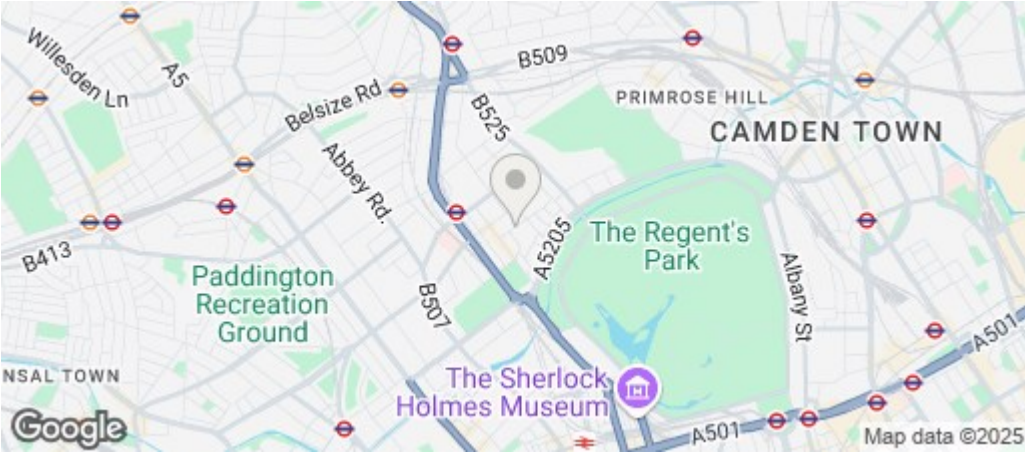 Willesden Ln
A5
B509
Belsize Rd
B525
PRIMROSE HILL
CAMDEN TOWN
Abbey Rd.
A5205
The Regent's
Park
B413
Paddington
Recreation
Ground
B507
Albany St
A501
NSAL TOWN
The Sherlock
Holmes Museum
Google
A501
Map data ©2025